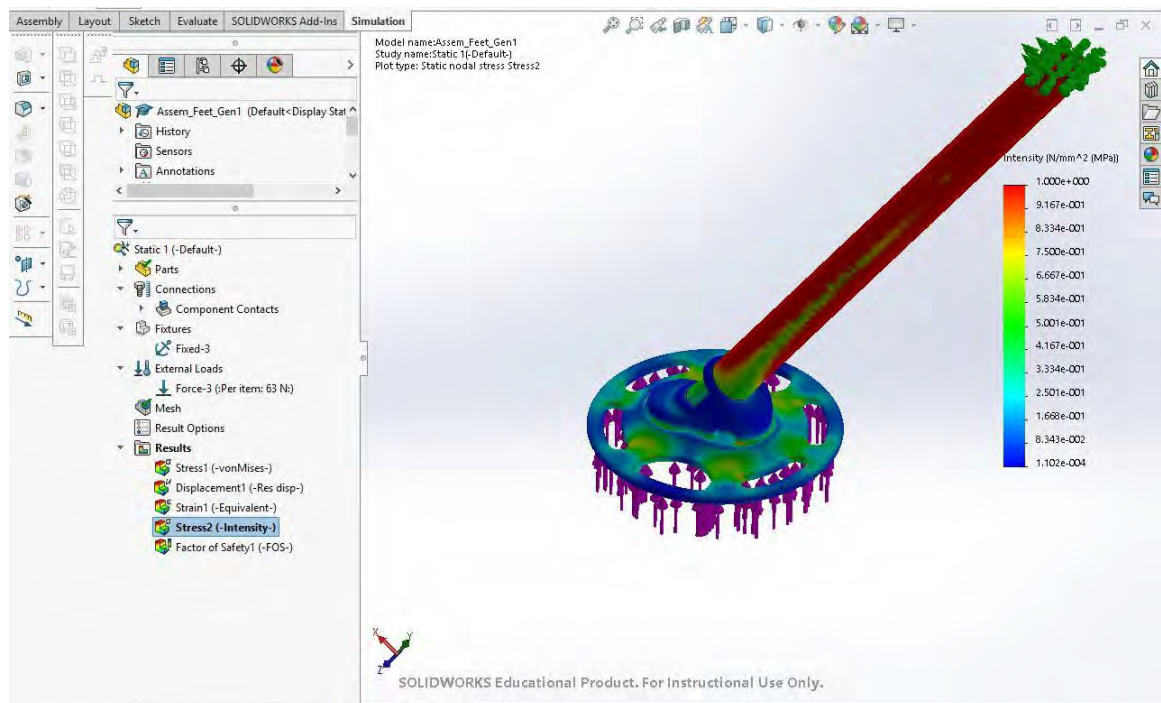 Assembly Layout Sketch Evaluate SOLIDWORKS Add-Ins Simulation
Model name:Assem_Feet_Gen1
Study name:Static 1(-Default-)
Plot type: Static nodal stress Stress2
Assem_Feet_Gen1 (Default<Display Stat
History
Sensors
Annotations
Static 1 (-Default-)
Parts
Connections
Component Contacts
Fixtures
Fixed-3
External Loads
Force-3 (:Per item: 63 N:)
Mesh
Result Options
Results
Stress1 (-vonMises-)
Displacement1 (-Res disp-)
Strain1 (-Equivalent-)
Stress2 (-Intensity-)
Factor of Safety1 (-FOS-)
Intensity (N/mm^2 (MPa))
1.000e+000
9.167e-001
8.334e-001
7.500e-001
6.667e-001
5.834e-001
5.001e-001
4.167e-001
3.334e-001
2.501e-001
1.668e-001
8.343e-002
1.102e-004
X
Y
Z
SOLIDWORKS Educational Product. For Instructional Use Only.